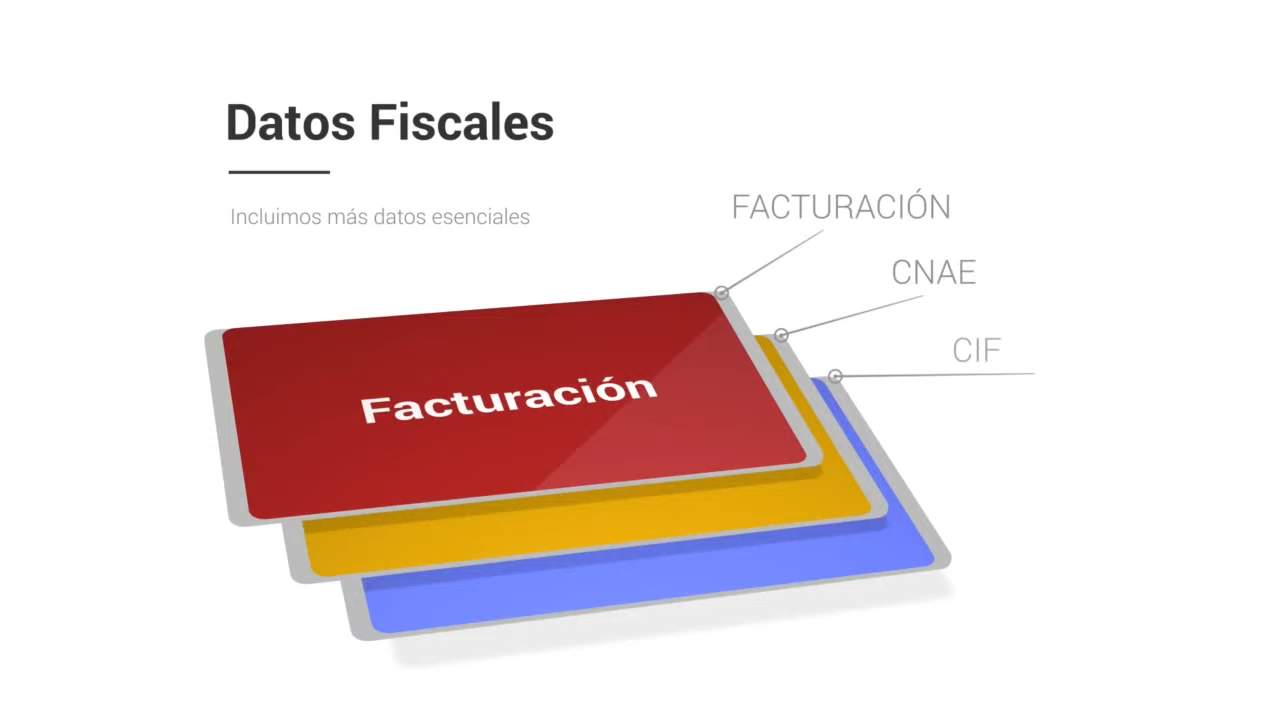 Datos Fiscales
Incluimos más datos esenciales
FACTURACIÓN
CNAE
CIF
Facturación